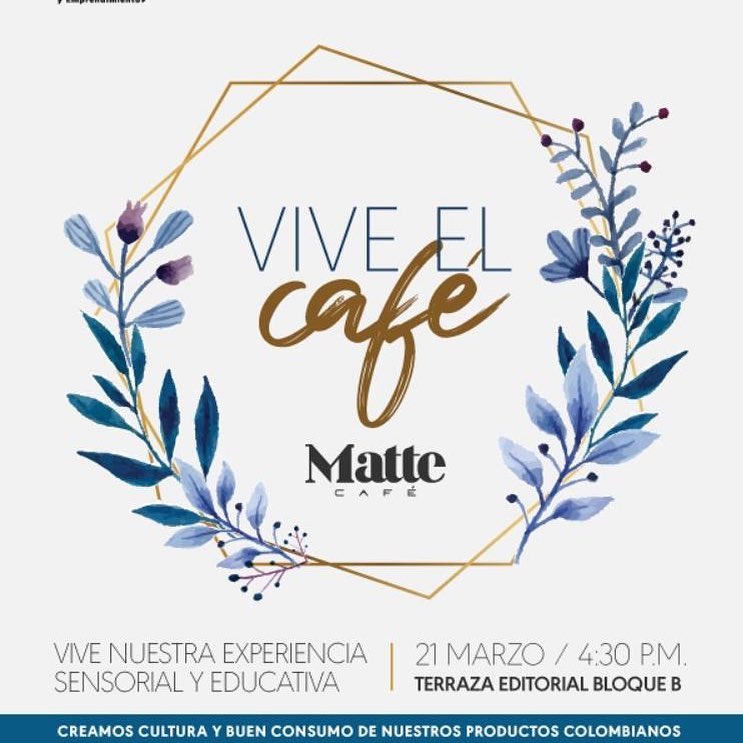 y Emprendimiento
VIVE EL
café
Matte
CAFÉ
VIVE NUESTRA EXPERIENCIA
SENSORIAL Y EDUCATIVA
21 MARZO / 4:30 P.M.
TERRAZA EDITORIAL BLOQUE B
CREAMOS CULTURA Y BUEN CONSUMO DE NUESTROS PRODUCTOS COLOMBIANOS